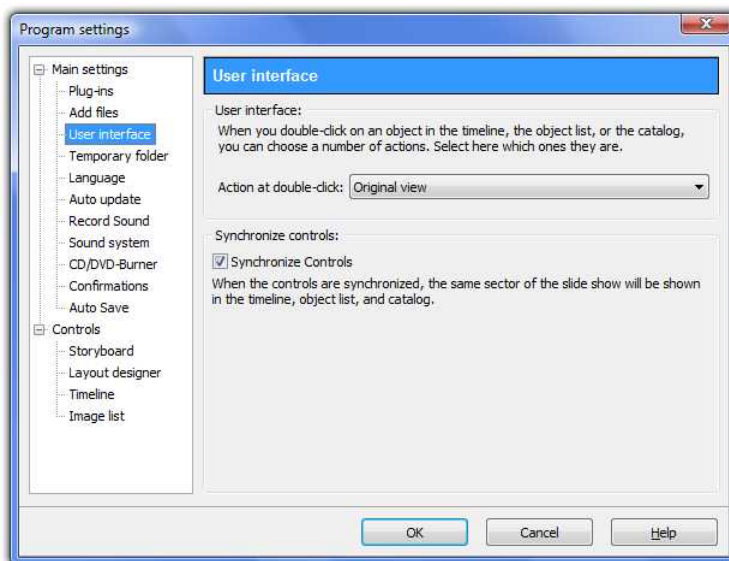 Program settings
Main settings
Plug-ins
Add files
User interface
Temporary folder
Language
Auto update
Record Sound
Sound system
CD/DVD-Burner
Confirmations
Auto Save
Controls
Storyboard
Layout designer
Timeline
Image list
User interface
User interface:
When you double-click on an object in the timeline, the object list, or the catalog,
you can choose a number of actions. Select here which ones they are.
Action at double-click: Original view
Synchronize controls:
Synchronize Controls
When the controls are synchronized, the same sector of the slide show will be shown
in the timeline, object list, and catalog.
OK Cancel Help